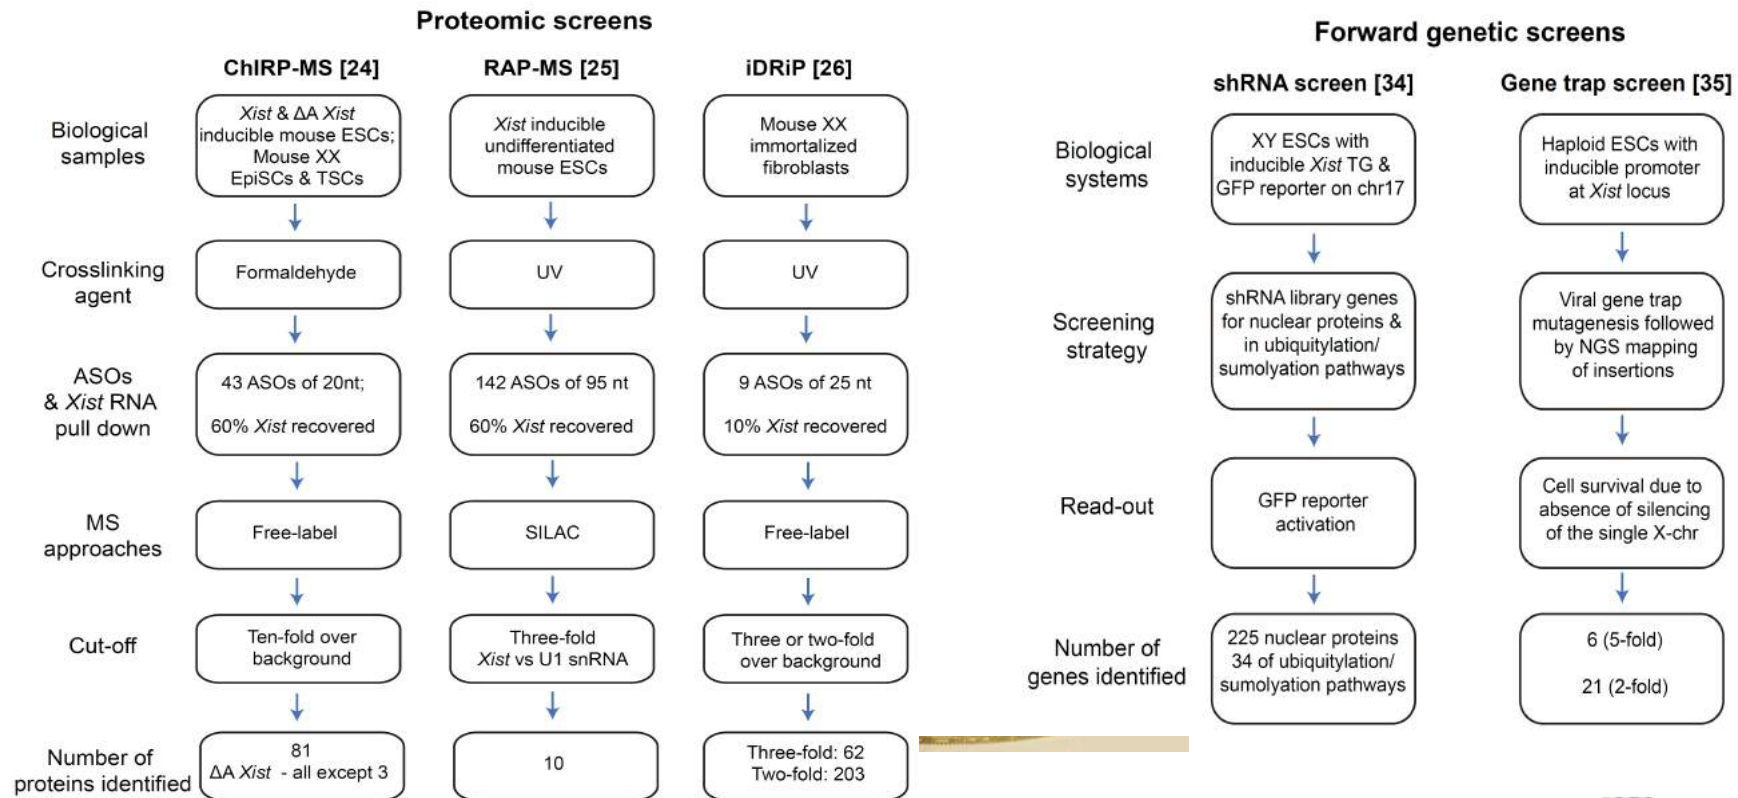 Proteomic screens
ChIRP-MS [24]
RAP-MS [25]
iDRiP [26]
Biological
samples
Xist & ΔA Xist
inducible mouse ESCs;
Mouse XX
EpiSCs & TSCs
Xist inducible
undifferentiated
mouse ESCs
Mouse XX
immortalized
fibroblasts
Crosslinking
agent
Formaldehyde
UV
UV
ASOs
& Xist RNA
pull down
43 ASOs of 20nt;
60% Xist recovered
142 ASOs of 95 nt
60% Xist recovered
9 ASOs of 25 nt
10% Xist recovered
MS
approaches
Free-label
SILAC
Free-label
Cut-off
Ten-fold over
background
Three-fold
Xist vs U1 snRNA
Three or two-fold
over background
Number of
proteins identified
81
ΔA Xist - all except 3
10
Three-fold: 62
Two-fold: 203
Forward genetic screens
shRNA screen [34]
Gene trap screen [35]
Biological
systems
XY ESCs with
inducible Xist TG &
GFP reporter on chr17
Haploid ESCs with
inducible promoter
at Xist locus
Screening
strategy
shRNA library genes
for nuclear proteins &
in ubiquitylation/
sumolyation pathways
Viral gene trap
mutagenesis followed
by NGS mapping
of insertions
Read-out
GFP reporter
activation
Cell survival due to
absence of silencing
of the single X-chr
Number of
genes identified
225 nuclear proteins
34 of ubiquitylation/
sumolyation pathways
6 (5-fold)
21 (2-fold)